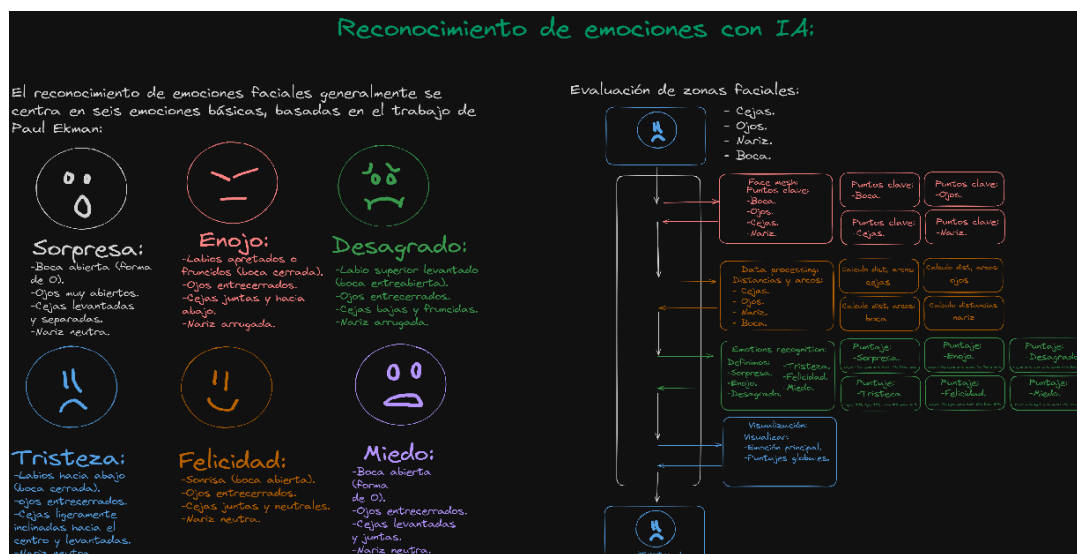 Reconocimiento de emociones con IA:
El reconocimiento de emociones faciales generalmente se
centra en seis emociones básicas, basadas en el trabajo de
Paul Ekman:
Sorpresa:
-Boca abierta (forma
de O).
-Ojos muy abiertos.
-Cejas levantadas
y separadas.
-Nariz neutra.
Enojo:
-Labios apretados o
fruncidos (boca cerrada).
-Ojos entrecerrados.
-Cejas juntas y hacia
abajo.
-Nariz arrugada.
Desagrado:
-Labio superior levantado
(boca entreabierta).
-Ojos entrecerrados.
-Cejas bajas y fruncidas.
-Nariz arrugada.
Tristeza:
-Labios hacia abajo
(boca cerrada).
-ojos entrecerrados.
-Cejas ligeramente
inclinadas hacia el
centro y levantadas.
-Nariz neutra.
Felicidad:
-Sonrisa (boca abierta).
-Ojos entrecerrados.
-Cejas juntas y neutrales.
-Nariz neutra.
Miedo:
-Boca abierta
(forma
de O).
-Ojos entrecerrados.
-Cejas levantadas
y juntas.
-Nariz neutra.
Evaluación de zonas faciales:
- Cejas.
- Ojos.
- Nariz.
- Boca.
Face mesh:
Puntos clave:
-Boca.
-Ojos.
-Cejas.
-Nariz.
Puntos clave:
-Boca.
Puntos clave:
-Ojos.
Puntos clave:
-Cejas.
Puntos clave:
-Nariz.
Data processing:
Distancias y arcos:
- Cejas.
- Ojos.
- Nariz.
- Boca.
Calculo dist, arcos:
cejas
Calculo dist, arcos:
ojos
Calculo dist, arcos:
boca
Calculo distancias
nariz
Emotions recognition:
Definimos:
-Sorpresa.
-Enojo.
-Desagrado.
-Tristeza.
-Felicidad.
-Miedo.
Puntaje:
-Sorpresa.
Puntaje:
-Enojo.
Puntaje:
-Desagrado
Puntaje:
-Tristeza
Puntaje:
-Felicidad.
Puntaje:
-Miedo.
Visualización:
Visualizar:
-Emoción principal.
-Puntajes globales.